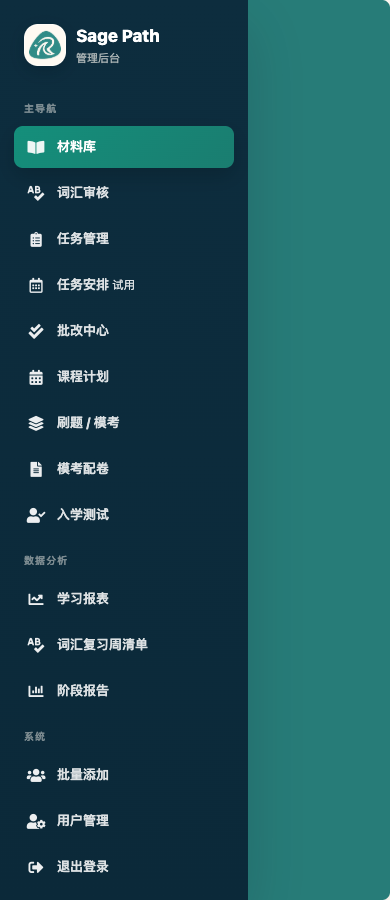 Sage Path
管理后台
主导航
材料库
词汇审核
任务管理
任务安排 试用
批改中心
课程计划
刷题 / 模考
模考配卷
入学测试
数据分析
学习报表
词汇复习周清单
阶段报告
系统
批量添加
用户管理
退出登录